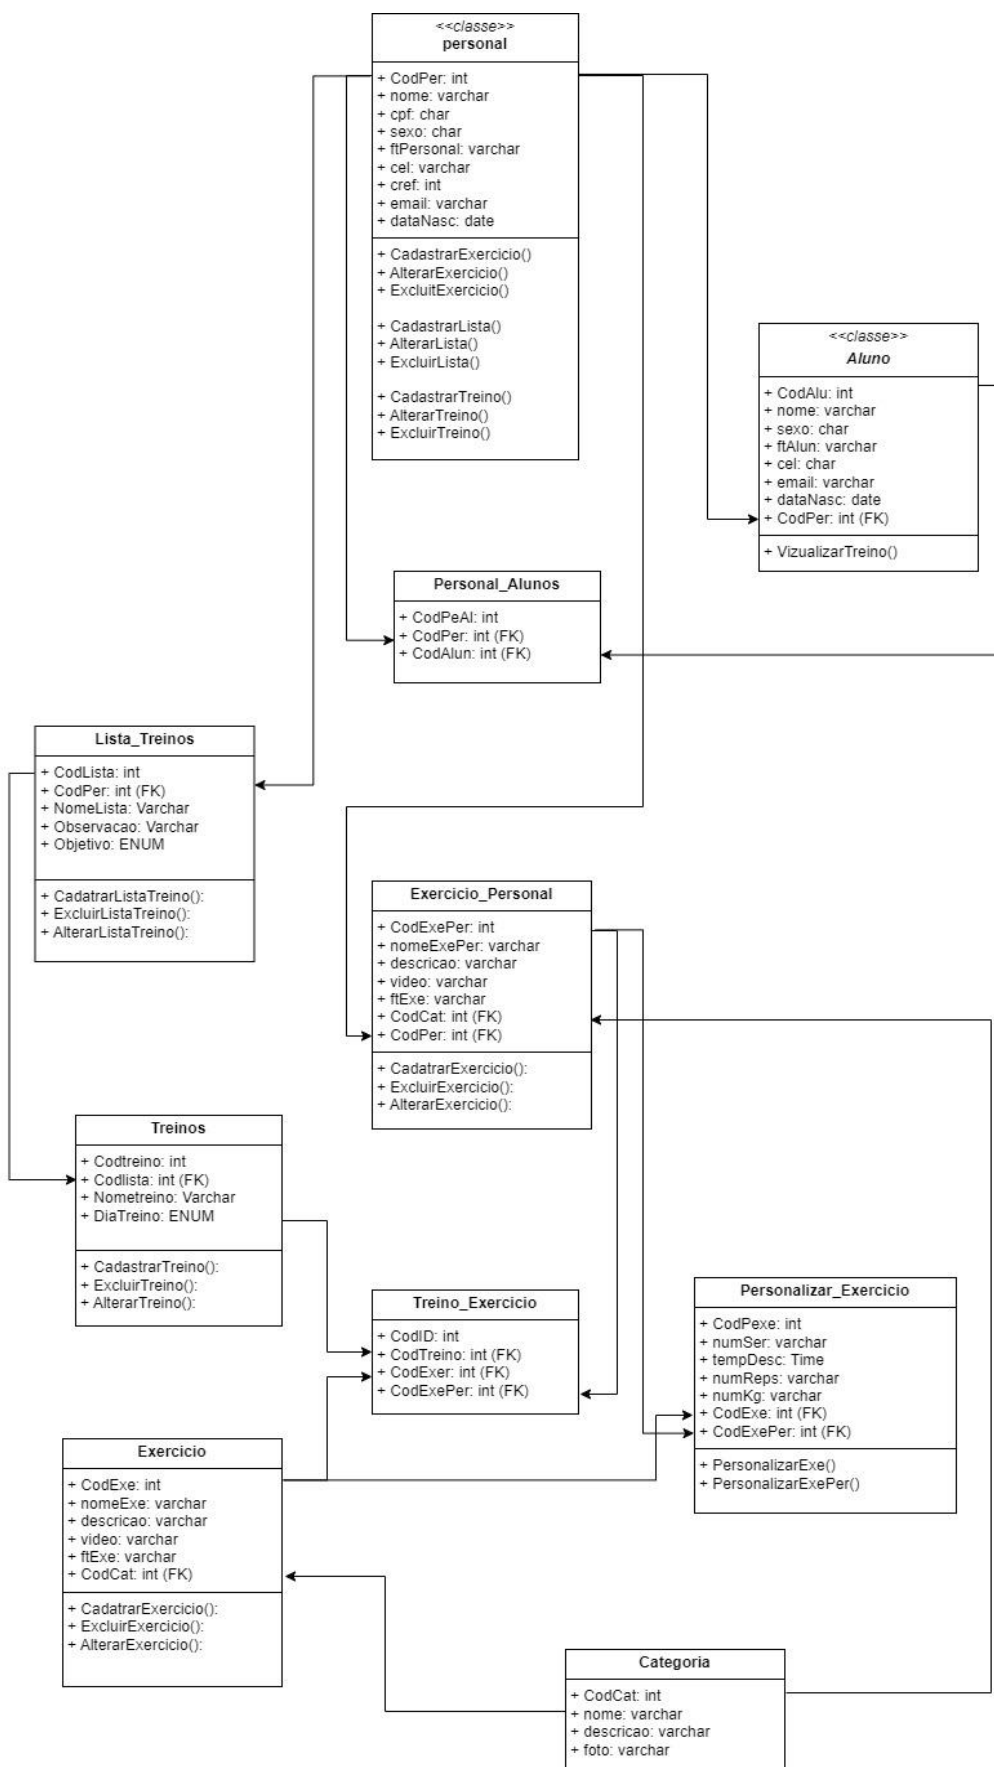 <<classe>>
personal
+ CodPer: int
+ nome: varchar
+ cpf: char
+ sexo: char
+ ftPersonal: varchar
+ cel: varchar
+ cref: int
+ email: varchar
+ dataNasc: date
+ CadastrarExercicio()
+ AlterarExercicio()
+ ExcluitExercicio()
+ CadastrarLista()
+ AlterarLista()
+ ExcluirLista()
+ CadastrarTreino()
+ AlterarTreino()
+ ExcluirTreino()
<<classe>>
Aluno
+ CodAlu: int
+ nome: varchar
+ sexo: char
+ ftAlun: varchar
+ cel: char
+ email: varchar
+ dataNasc: date
+ CodPer: int (FK)
+ VizualizarTreino()
Personal_Alunos
+ CodPeAl: int
+ CodPer: int (FK)
+ CodAlun: int (FK)
Lista_Treinos
+ CodLista: int
+ CodPer: int (FK)
+ NomeLista: Varchar
+ Observacao: Varchar
+ Objetivo: ENUM
+ CadatrarListaTreino():
+ ExcluirListaTreino():
+ AlterarListaTreino():
Exercicio_Personal
+ CodExePer: int
+ nomeExePer: varchar
+ descricao: varchar
+ video: varchar
+ ftExe: varchar
+ CodCat: int (FK)
+ CodPer: int (FK)
+ CadatrarExercicio():
+ ExcluirExercicio():
+ AlterarExercicio():
Treinos
+ Codtreino: int
+ Codlista: int (FK)
+ Nometreino: Varchar
+ DiaTreino: ENUM
+ CadastrarTreino():
+ ExcluirTreino():
+ AlterarTreino():
Treino_Exercicio
+ CodID: int
+ CodTreino: int (FK)
+ CodExer: int (FK)
+ CodExePer: int (FK)
Personalizar_Exercicio
+ CodPexe: int
+ numSer: varchar
+ tempDesc: Time
+ numReps: varchar
+ numKg: varchar
+ CodExe: int (FK)
+ CodExePer: int (FK)
+ PersonalizarExe()
+ PersonalizarExePer()
Exercicio
+ CodExe: int
+ nomeExe: varchar
+ descricao: varchar
+ video: varchar
+ ftExe: varchar
+ CodCat: int (FK)
+ CadatrarExercicio():
+ ExcluirExercicio():
+ AlterarExercicio():
Categoria
+ CodCat: int
+ nome: varchar
+ descricao: varchar
+ foto: varchar